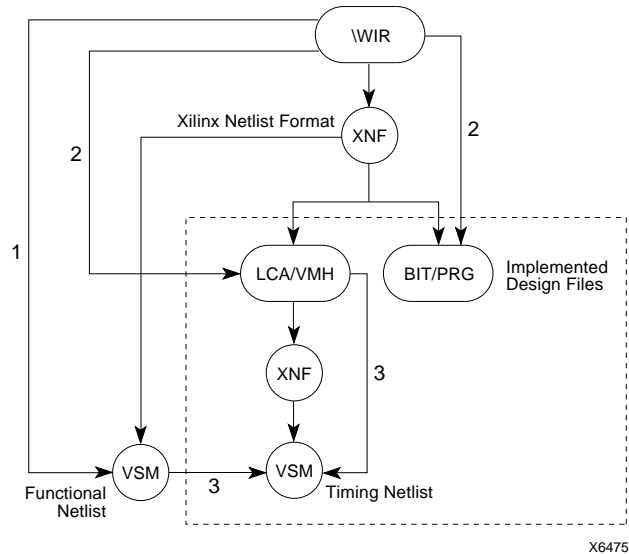 \WIR
Xilinx Netlist Format
XNF
2
2
1
LCA/VMH
BIT/PRG
Implemented
Design Files
XNF
3
VSM
3
VSM
Functional
Netlist
Timing Netlist
X6475